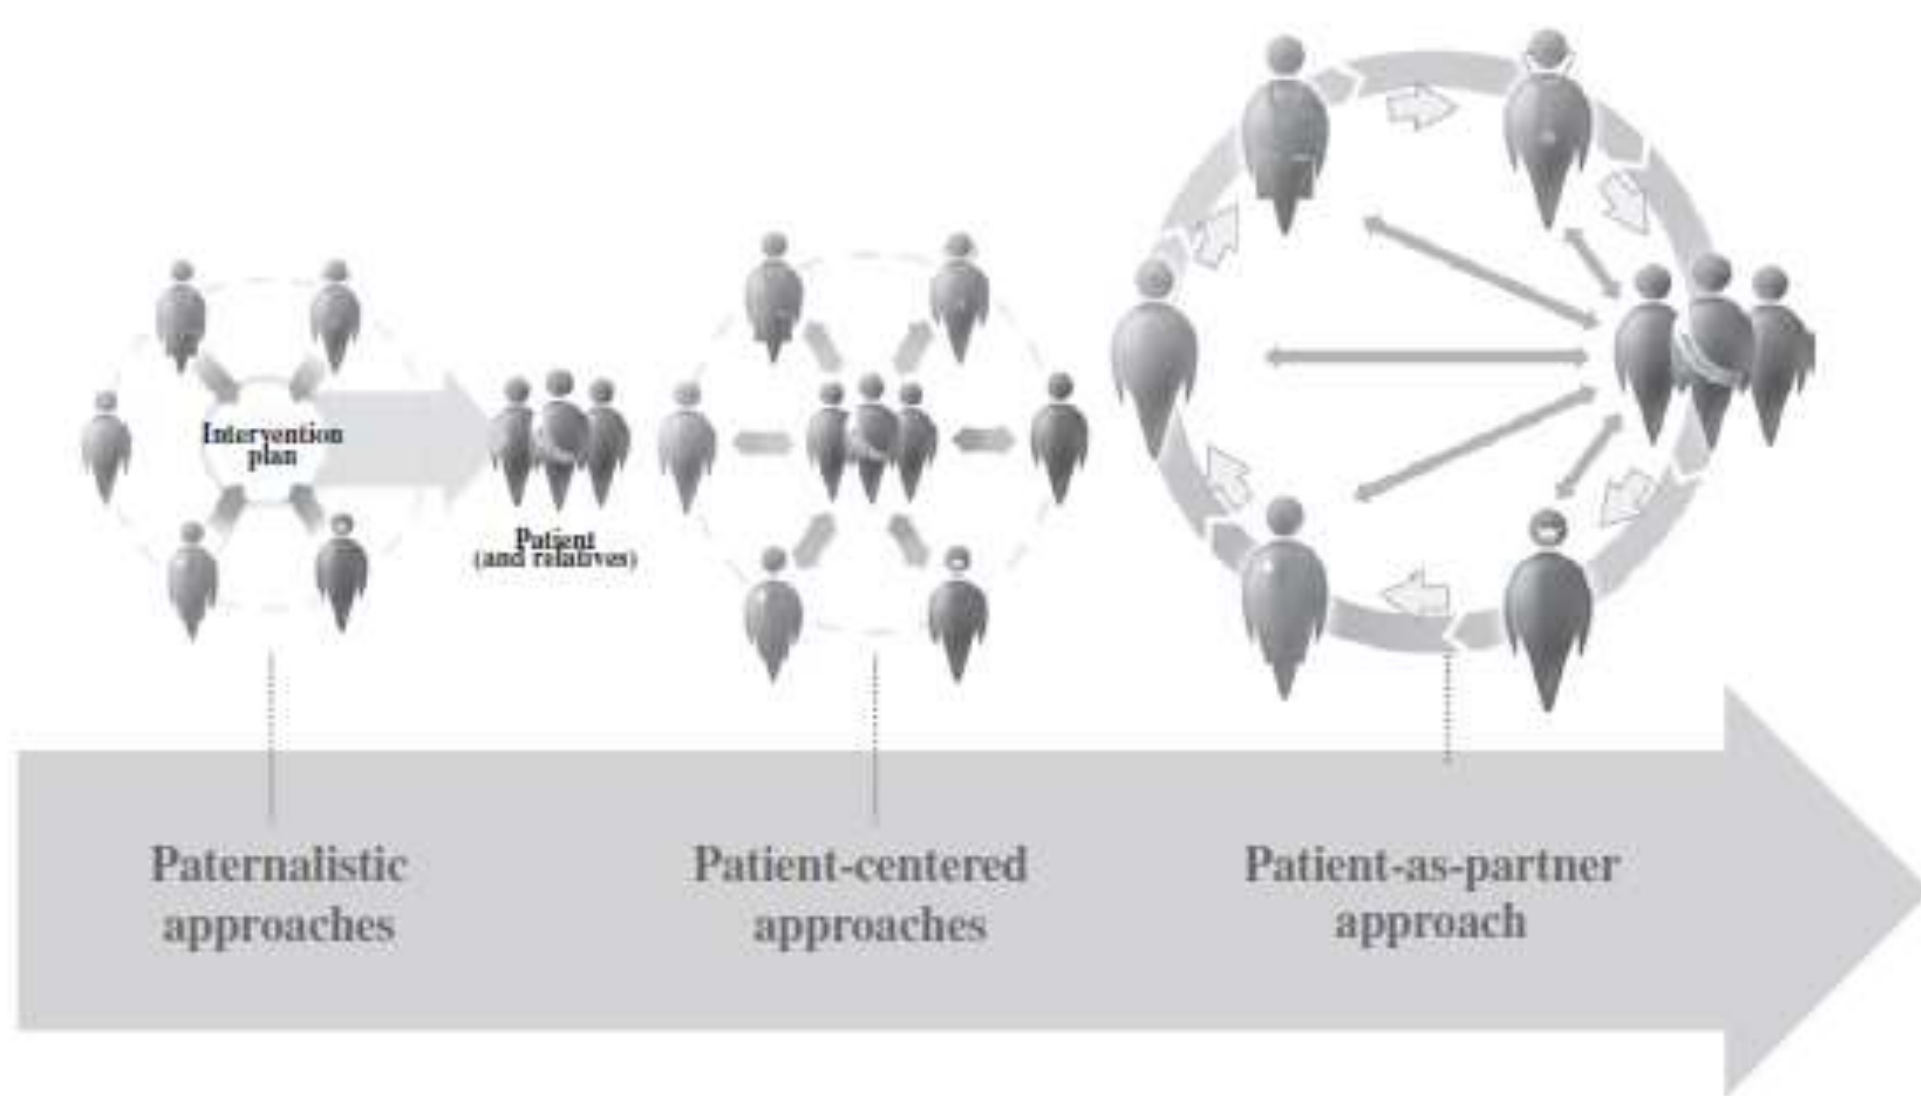 Intervention
plan
Patient
(and relatives)
Paternalistic
approaches
Patient-centered
approaches
Patient-as-partner
approach